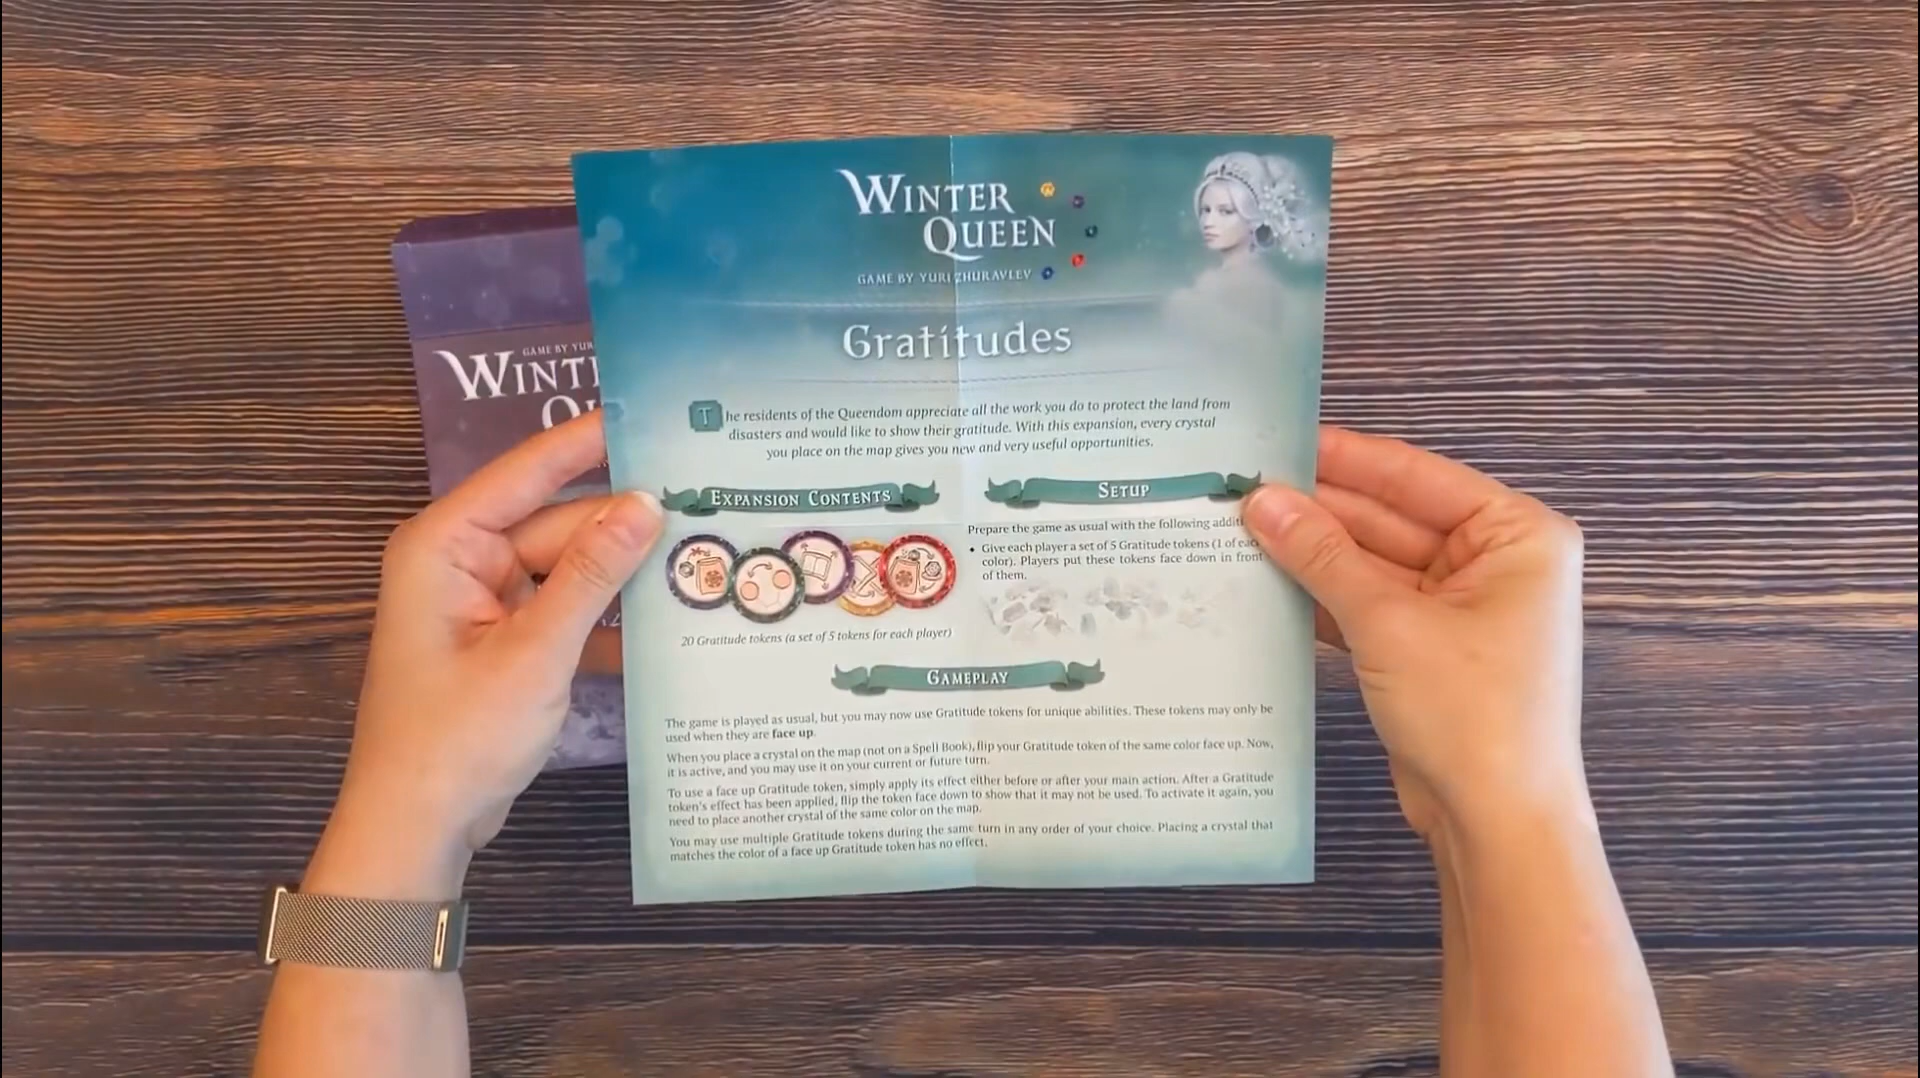 WINTER
QUEEN
GAME BY YURI ZHURAVLEV
Gratitudes
GAME BY YUR
WINT
The residents of the Queendom appreciate all the work you do to protect the land from
disasters and would like to show their gratitude. With this expansion, every crystal
you place on the map gives you new and very useful opportunities.
EXPANSION CONTENTS
20 Gratitude tokens (a set of 5 tokens for each player)
SETUP
Prepare the game as usual with the following additi
• Give each player a set of 5 Gratitude tokens (1 of eac
color). Players put these tokens face down in front
of them.
GAMEPLAY
The game is played as usual, but you may now use Gratitude tokens for unique abilities. These tokens may only be
used when they are face up.
When you place a crystal on the map (not on a Spell Book), flip your Gratitude token of the same color face up. Now,
it is active, and you may use it on your current or future turn.
To use a face up Gratitude token, simply apply its effect either before or after your main action. After a Gratitude
token's effect has been applied, flip the token face down to show that it may not be used. To activate it again, you
need to place another crystal of the same color on the map.
You may use multiple Gratitude tokens during the same turn in any order of your choice. Placing a crystal that
matches the color of a face up Gratitude token has no effect.